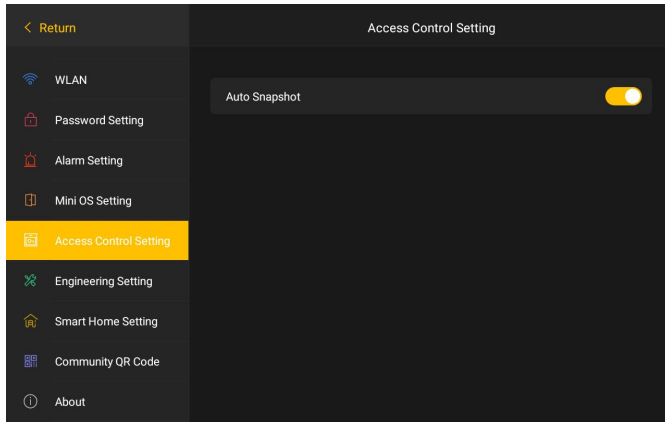 Return
Access Control Setting
WLAN
Password Setting
Alarm Setting
Mini OS Setting
Access Control Setting
Engineering Setting
Smart Home Setting
Community QR Code
About
Auto Snapshot